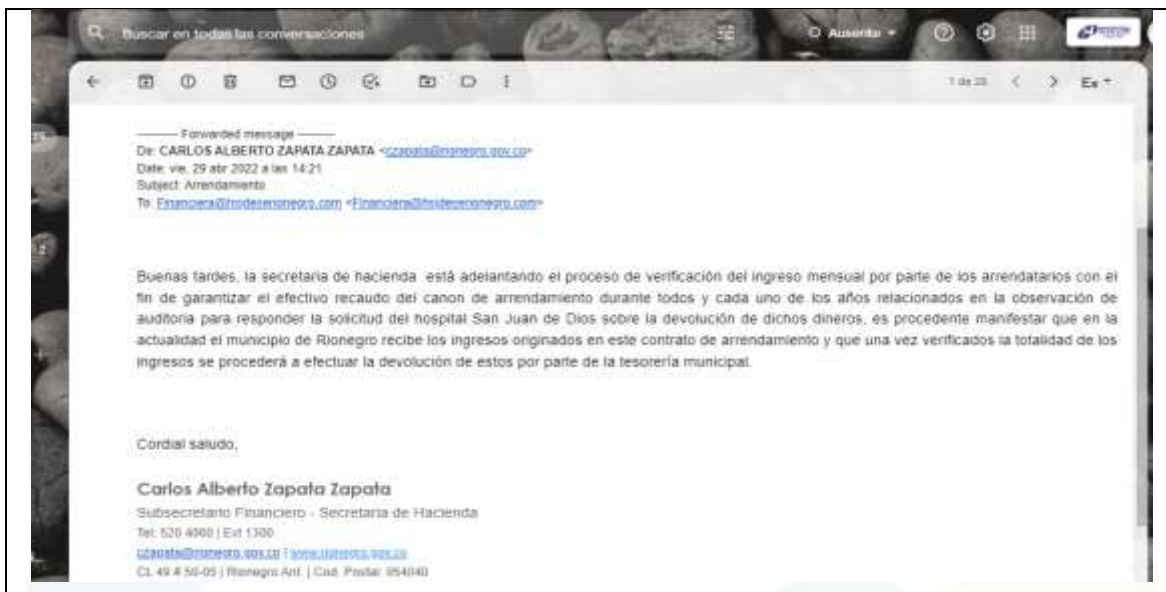 Buscar en todas las conversaciones
Ausente
1 de 25
Es
Forwarded message
De: CARLOS ALBERTO ZAPATA ZAPATA <czapata@rionegro.gov.co>
Date: vie, 29 abr 2022 a las 14:21
Subject: Arrendamiento
To:
Buenas tardes, la secretaria de hacienda está adelantando el proceso de verificación del ingreso mensual por parte de los arrendatarios con el
fin de garantizar el efectivo recaudo del canon de arrendamiento durante todos y cada uno de los años relacionados en la observación de
auditoria para responder la solicitud del hospital San Juan de Dios sobre la devolución de dichos dineros, es procedente manifestar que en la
actualidad el municipio de Rionegro recibe los ingresos originados en este contrato de arrendamiento y que una vez verificados la totalidad de los
ingresos se procederá a efectuar la devolución de estos por parte de la tesorería municipal.
Cordial saludo,
Carlos Alberto Zapata Zapata
Subsecretario Financiero - Secretaria de Hacienda
Tel: 520 4060 | Ext 1300
czapata@rionegro.gov.co | www.rionegro.gov.co
CL 49 # 50-05 | Rionegro Ant. | Cod. Postal: 054040